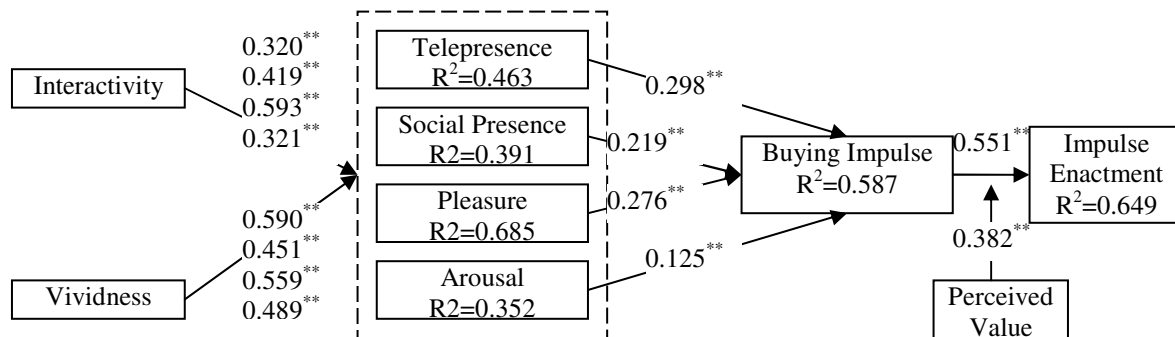 Interactivity
0.320**
0.419**
0.593**
0.321**
Vividness
0.590**
0.451**
0.559**
0.489**
Telepresence
R²=0.463
Social Presence
R2=0.391
Pleasure
R2=0.685
Arousal
R2=0.352
0.298**
0.219**
0.276**
0.125**
Buying Impulse
R²=0.587
0.551**
Impulse
Enactment
R²=0.649
0.382**
Perceived
Value